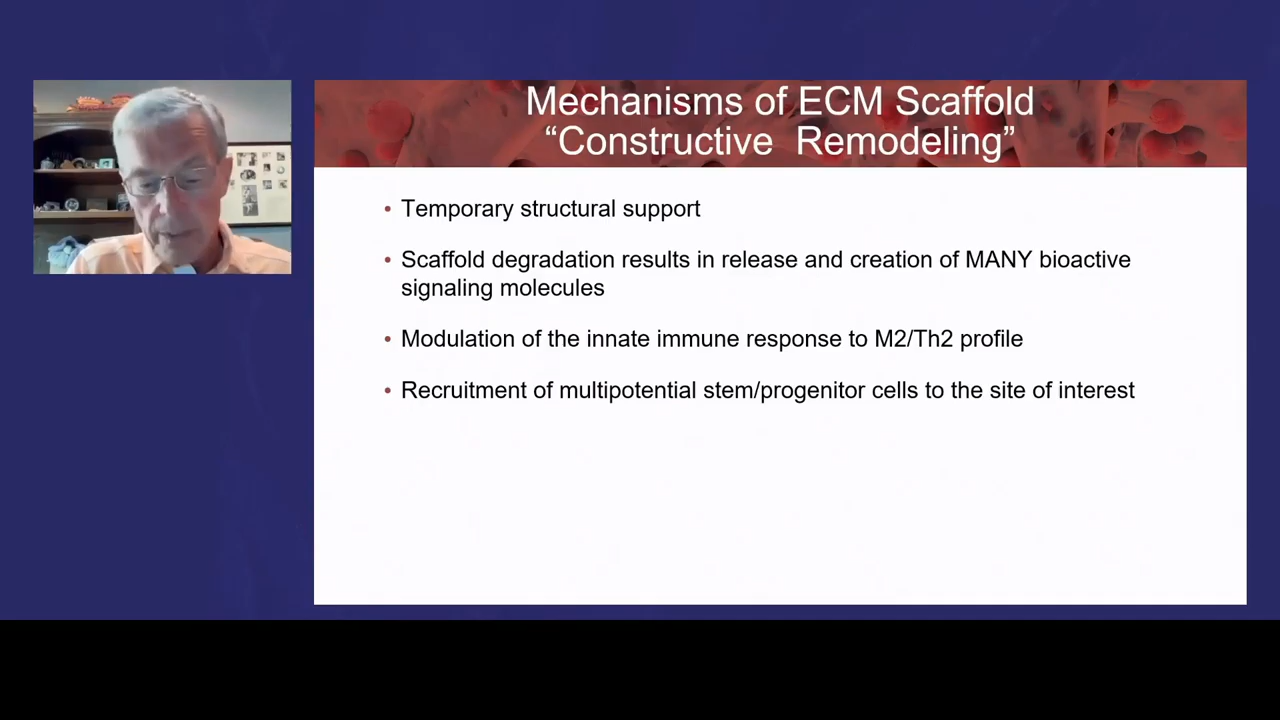 Mechanisms of ECM Scaffold
“Constructive Remodeling”
• Temporary structural support
• Scaffold degradation results in release and creation of MANY bioactive
signaling molecules
• Modulation of the innate immune response to M2/Th2 profile
• Recruitment of multipotential stem/progenitor cells to the site of interest